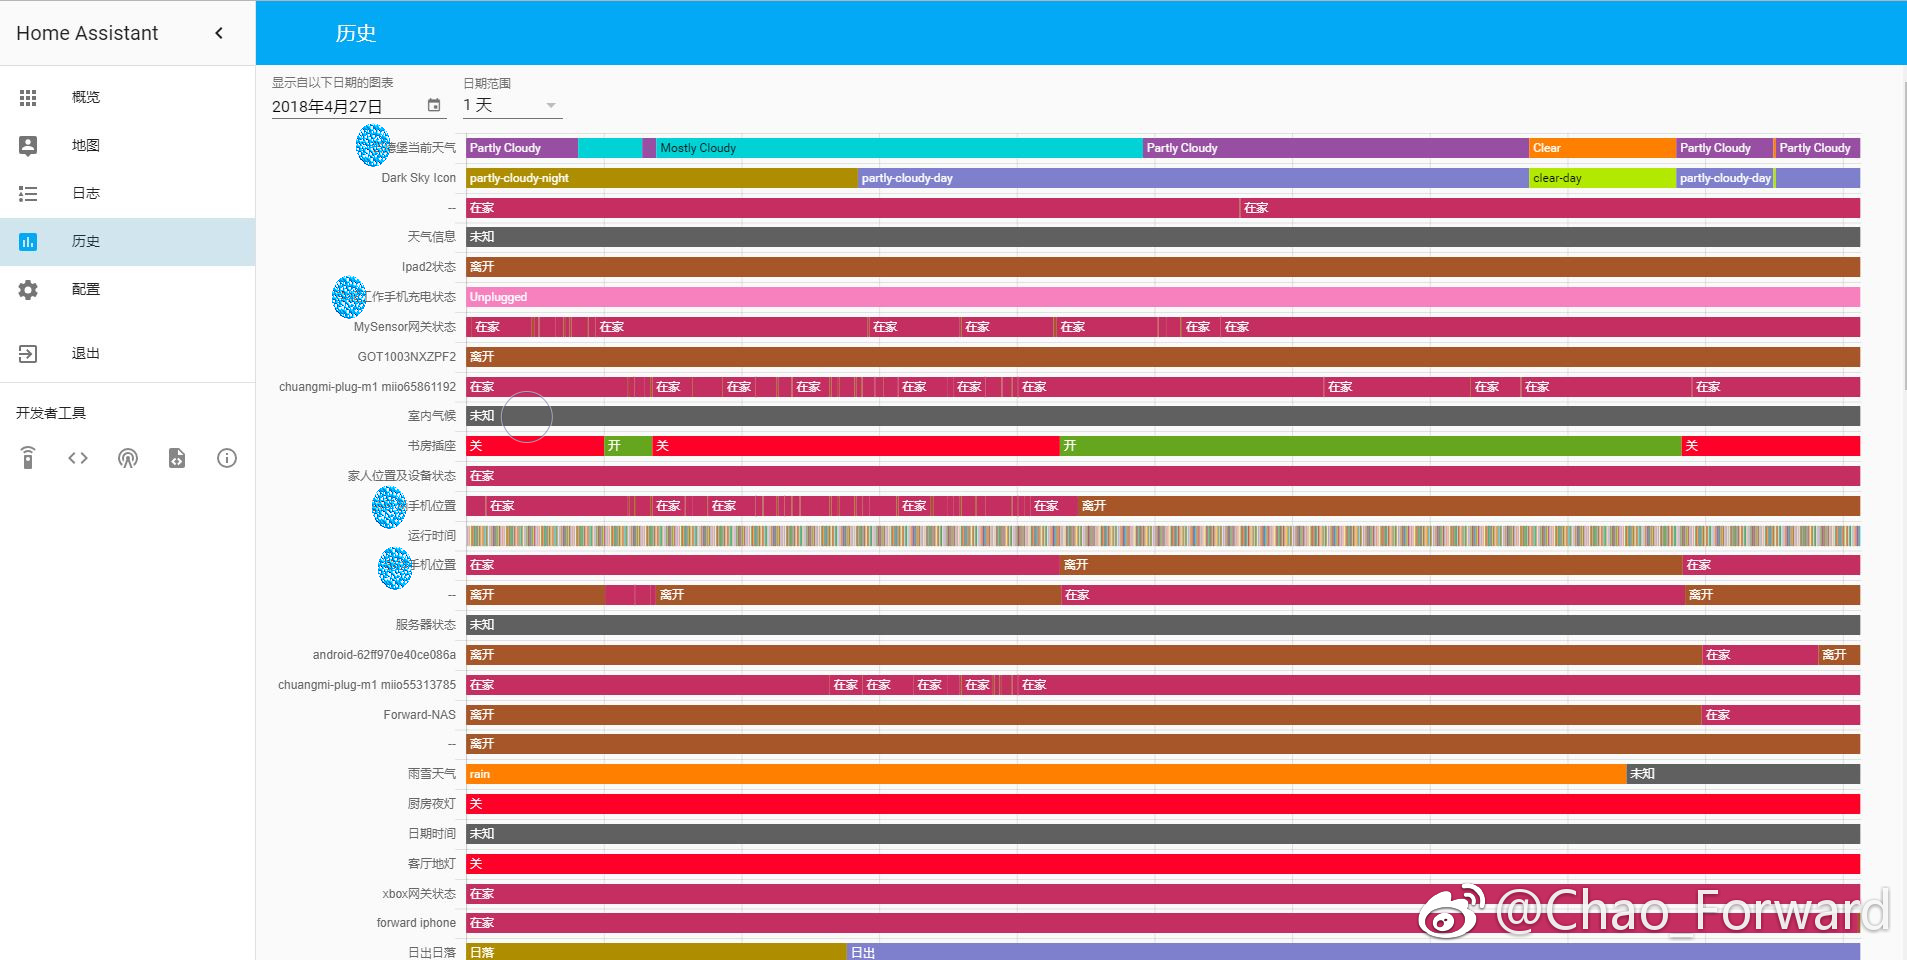 Home Assistant
历史
概览
地图
日志
历史
配置
退出
开发者工具
显示自以下日期的图表
日期范围
2018年4月27日
1 天
德堡当前天气 Partly Cloudy Mostly Cloudy Partly Cloudy Clear Partly Cloudy Partly Cloudy
Dark Sky Icon partly-cloudy-night partly-cloudy-day clear-day partly-cloudy-day
-- 在家 在家
天气信息 未知
Ipad2状态 离开
工作手机充电状态 Unplugged
MySensor网关状态 在家 在家 在家 在家 在家 在家 在家
GOT1003NXZPF2 离开
chuangmi-plug-m1 miio65861192 在家 在家 在家 在家 在家 在家 在家 在家 在家 在家 在家
室内气候 未知
书房插座 关 开 关 开 关
家人位置及设备状态 在家
手机位置 在家 在家 在家 在家 在家 离开
运行时间
手机位置 在家 离开 在家
-- 离开 离开 在家 离开
服务器状态 未知
android-62ff970e40ce086a 离开 在家 离开
chuangmi-plug-m1 miio55313785 在家 在家 在家 在家 在家 在家
Forward-NAS 离开 在家
-- 离开
雨雪天气 rain 未知
厨房夜灯 关
日期时间 未知
客厅地灯 关
xbox网关状态 在家
forward iphone 在家
日出日落 日落 日出
@Chao_Forward